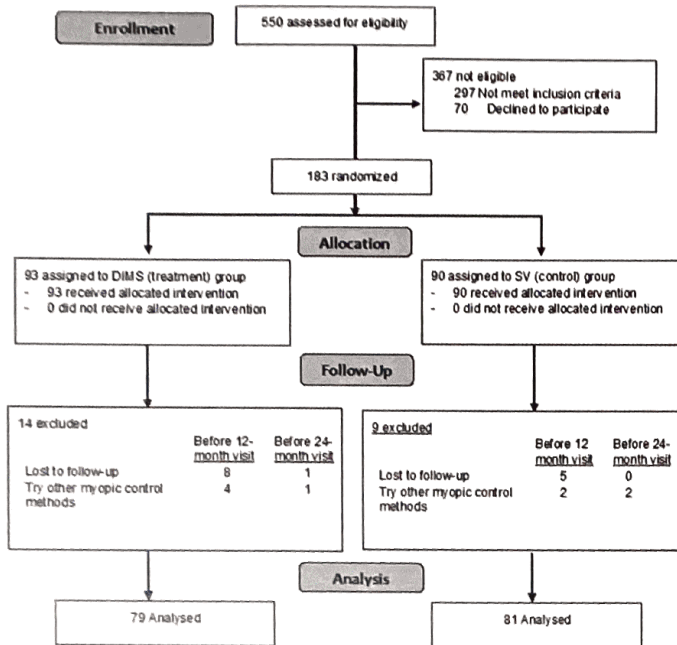 Enrollment
550 assessed for eligibility
367 not eligible
297 Not meet inclusion criteria
70 Declined to participate
183 randomized
Allocation
93 assigned to DIMS (treatment) group
- 93 received allocated intervention
- 0 did not receive allocated intervention
90 assigned to SV (control) group
- 90 received allocated intervention
- 0 did not receive allocated intervention
Follow-Up
14 excluded
Before 12- Before 24-
month visit month visit
Lost to follow-up 8 1
Try other myopic control 4 1
methods
9 excluded
Before 12 Before 24-
month visit month visit
Lost to follow-up 5 0
Try other myopic control 2 2
methods
Analysis
79 Analysed
81 Analysed